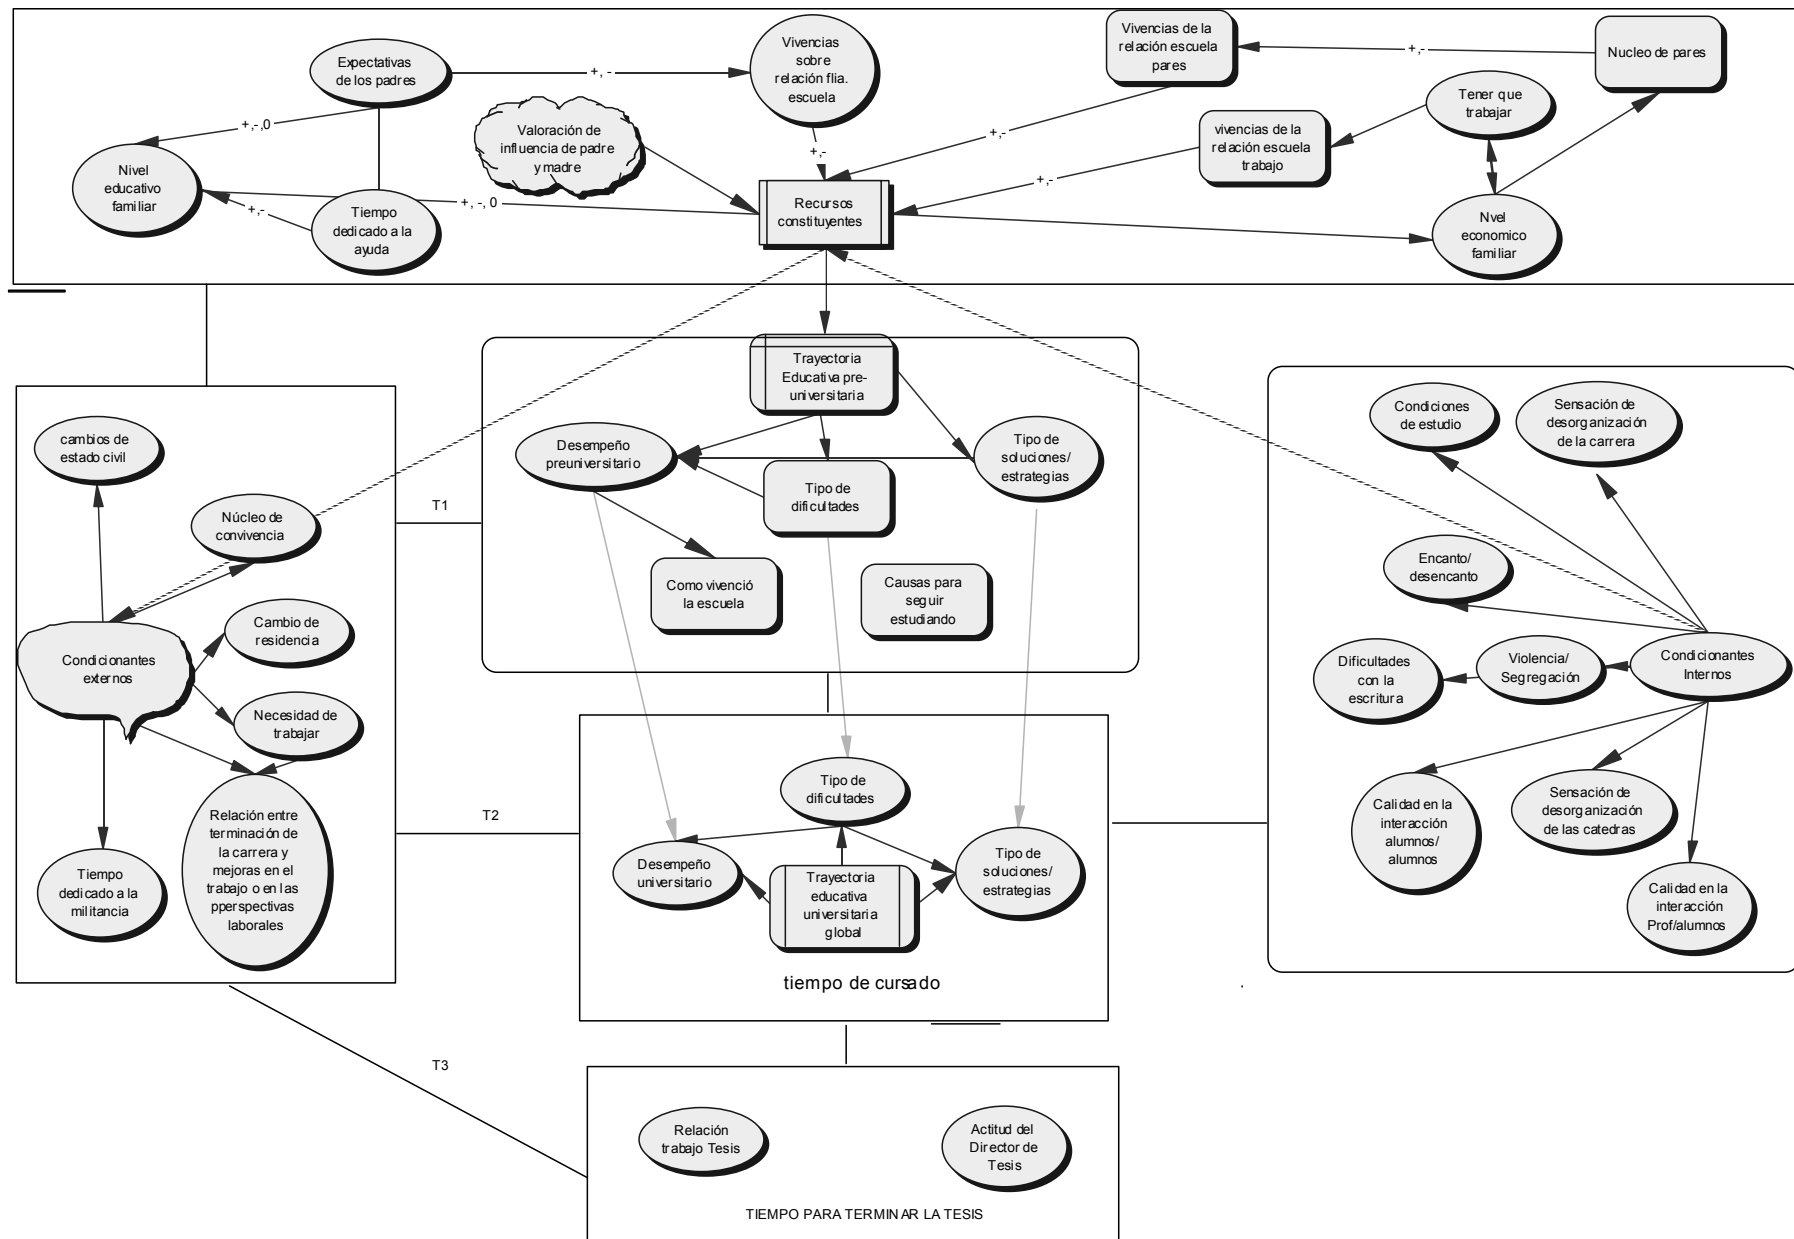 Expectativas
de los padres
+, -
Vivencias
sobre
relación flia.
escuela
Vivencias de la
relación escuela
pares
+,-
Nucleo de pares
Tener que
trabajar
+,-,0
Valoración de
influencia de padre
y madre
+,-
+,-
vivencias de la
relación escuela
trabajo
Nivel
educativo
familiar
+,-
Tiempo
dedicado a la
ayuda
+, -, 0
Recursos
constituyentes
+,-
Nvel
economico
familiar
Trayectoria
Educativa pre-
universitaria
Desempeño
preuniversitario
Tipo de
dificultades
Tipo de
soluciones/
estrategias
Como vivenció
la escuela
Causas para
seguir
estudiando
cambios de
estado civil
Núcleo de
convivencia
T1
Cambio de
residencia
Condicionantes
externos
Necesidad de
trabajar
Relación entre
terminación de
la carrera y
mejoras en el
trabajo o en las
pperspectivas
laborales
Tiempo
dedicado a la
militancia
T2
Condiciones
de estudio
Sensación de
desorganización
de la carrera
Encanto/
desencanto
Dificultades
con la
escritura
Violencia/
Segregación
Condicionantes
Internos
Calidad en la
interacción
alumnos/
alumnos
Sensación de
desorganización
de las catedras
Calidad en la
interacción
Prof/alumnos
Tipo de
dificultades
Desempeño
universitario
Trayectoria
educativa
universitaria
global
Tipo de
soluciones/
estrategias
tiempo de cursado
T3
Relación
trabajo Tesis
Actitud del
Director de
Tesis
TIEMPO PARA TERMINAR LA TESIS